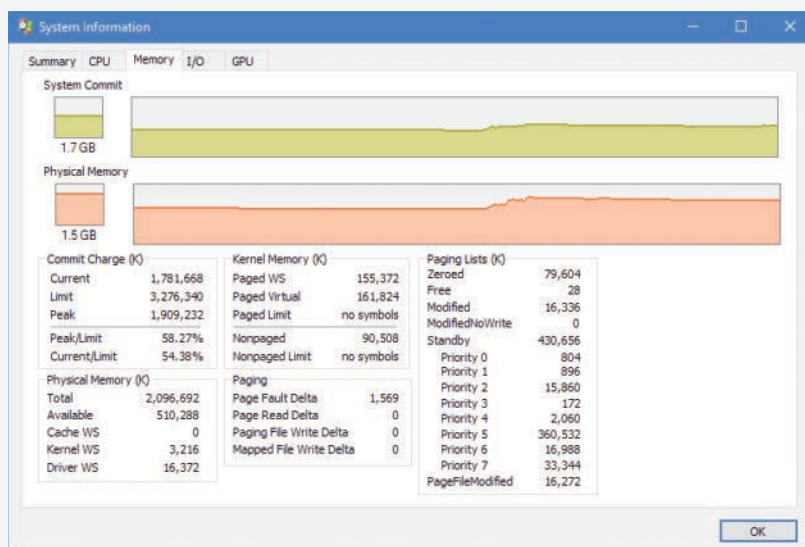 System Information
Summary CPU Memory I/O GPU
System Commit
1.7 GB
Physical Memory
1.5 GB
Commit Charge (K)
Current 1,781,668
Limit 3,276,340
Peak 1,909,232
Peak/Limit 58.27%
Current/Limit 54.38%
Physical Memory (K)
Total 2,096,692
Available 510,288
Cache WS 0
Kernel WS 3,216
Driver WS 16,372
Kernel Memory (K)
Paged WS 155,372
Paged Virtual 161,824
Paged Limit no symbols
Nonpaged 90,508
Nonpaged Limit no symbols
Paging
Page Fault Delta 1,569
Page Read Delta 0
Paging File Write Delta 0
Mapped File Write Delta 0
Paging Lists (K)
Zeroed 79,604
Free 28
Modified 16,336
ModifiedNoWrite 0
Standby 430,656
Priority 0 804
Priority 1 896
Priority 2 15,860
Priority 3 172
Priority 4 2,060
Priority 5 360,532
Priority 6 16,988
Priority 7 33,344
PageFileModified 16,272
OK